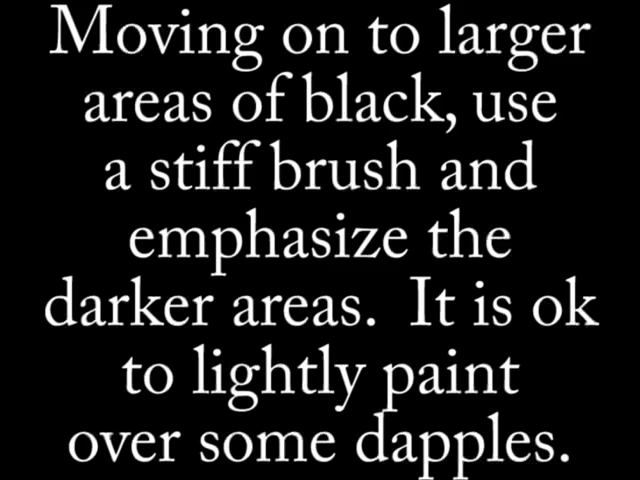 Moving on to larger
areas of black, use
a stiff brush and
emphasize the
darker areas.  It is ok
to lightly paint
over some dapples.